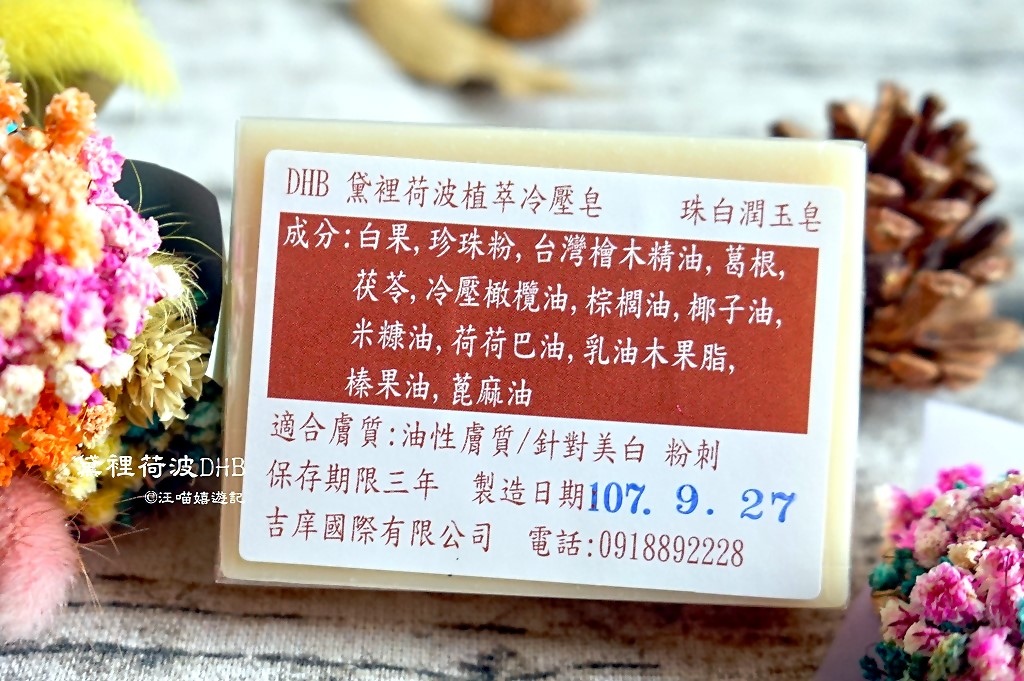 DHB 黛裡荷波植萃冷壓皂 珠白潤玉皂
成分:白果,珍珠粉,台灣檜木精油,葛根,
茯苓,冷壓橄欖油,棕櫚油,椰子油,
米糠油,荷荷巴油,乳油木果脂,
榛果油,蓖麻油
適合膚質:油性膚質/針對美白 粉刺
保存期限三年 製造日期107. 9. 27
吉庠國際有限公司 電話:0918892228
黛裡荷波DHB
©汪喵嬉遊記